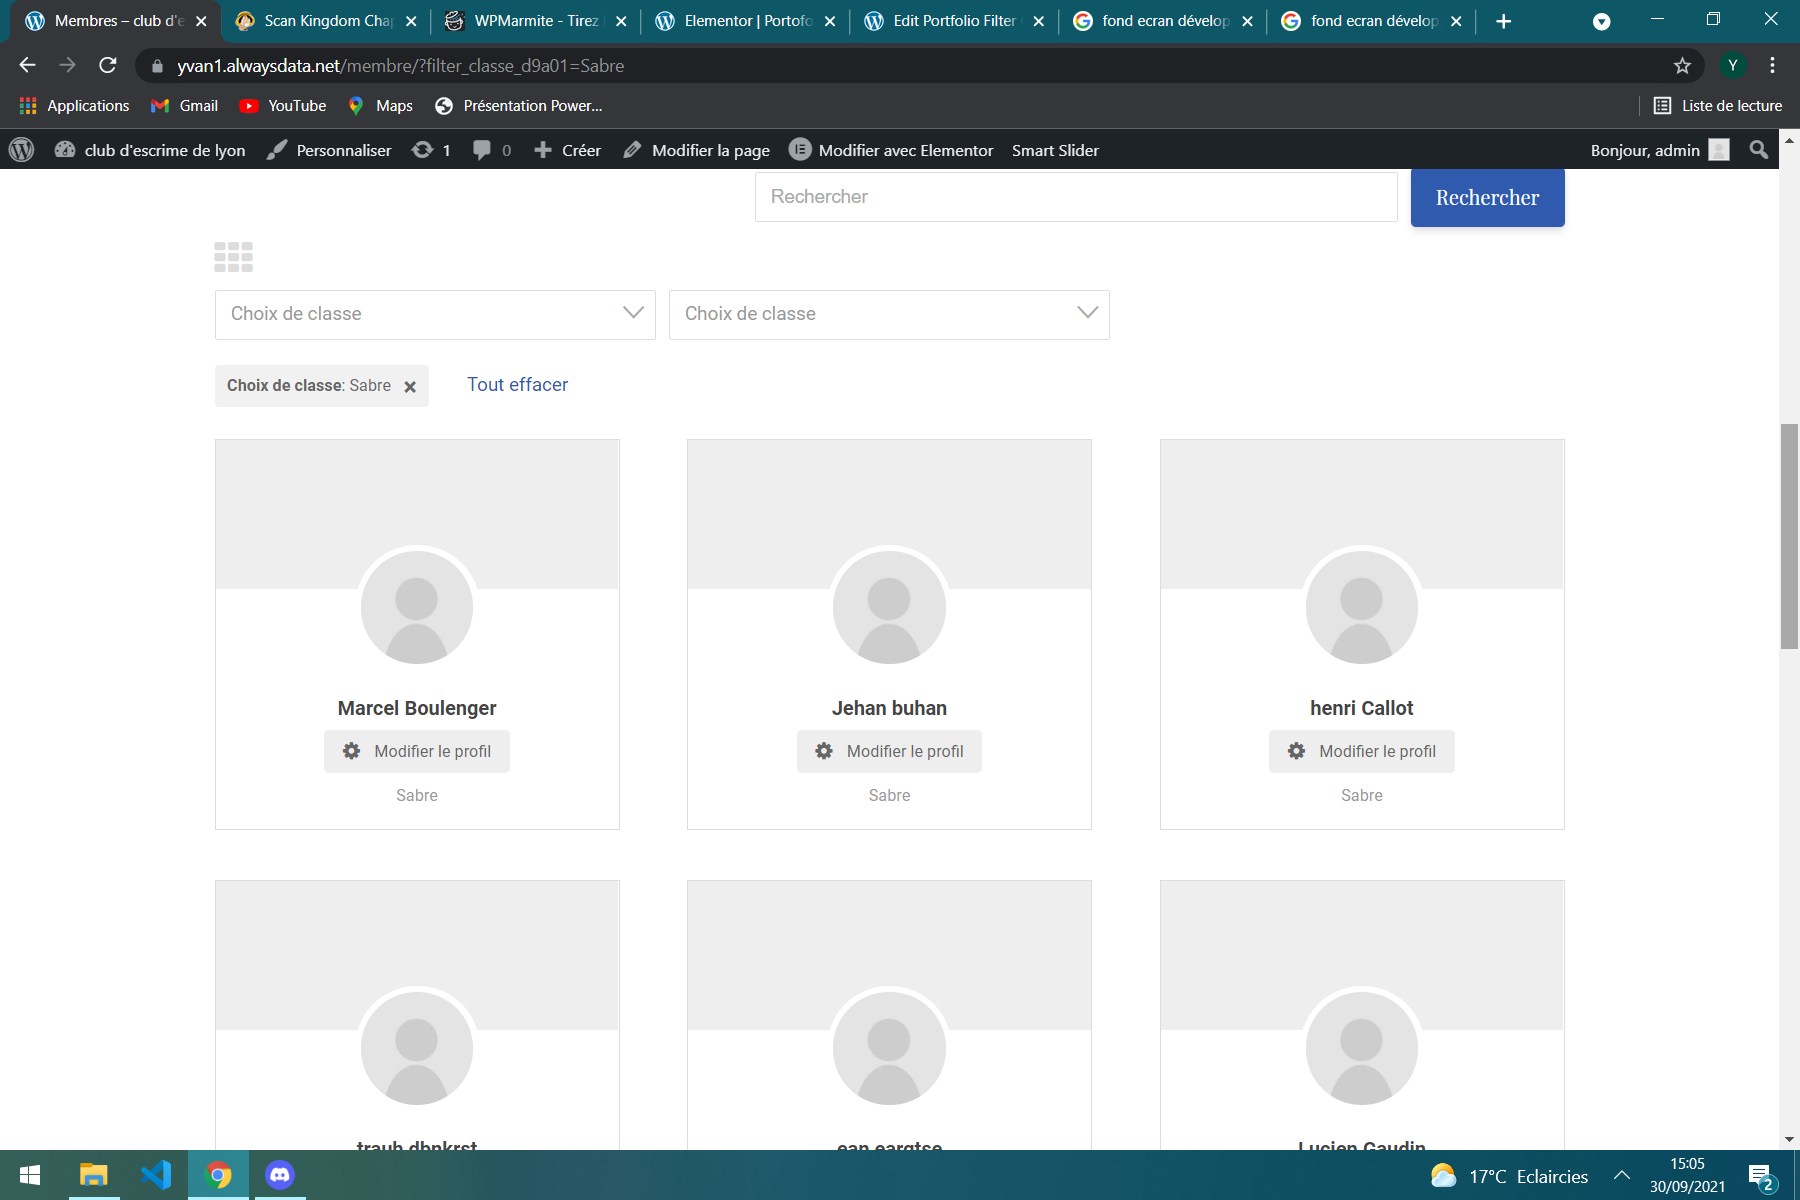 Membres – club d'e
Scan Kingdom Chap
WPMarmite - Tirez
Elementor | Portofo
Edit Portfolio Filter
fond ecran dévelop
fond ecran dévelop
yvan1.alwaysdata.net/membre/?filter_classe_d9a01=Sabre
Y
Applications
Gmail
YouTube
Maps
Présentation Power...
Liste de lecture
club d'escrime de lyon
Personnaliser
1
0
Créer
Modifier la page
Modifier avec Elementor
Smart Slider
Bonjour, admin
Rechercher
Rechercher
Choix de classe
Choix de classe
Choix de classe: Sabre
Tout effacer
Marcel Boulenger
Jehan buhan
henri Callot
Modifier le profil
Modifier le profil
Modifier le profil
Sabre
Sabre
Sabre
Lucien Gaudin
17°C Eclaircies
15:05
30/09/2021
2